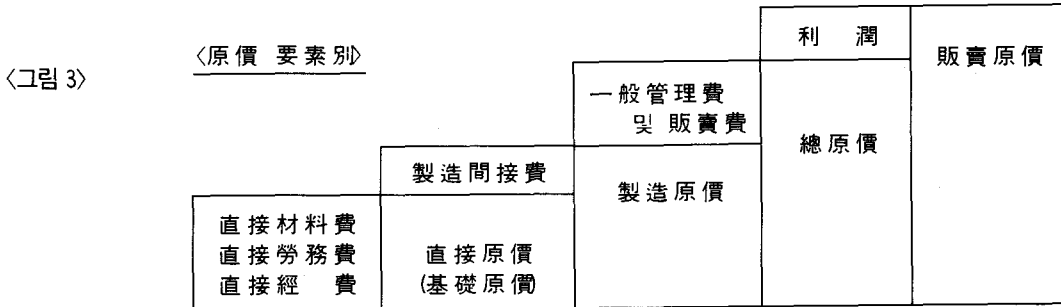 〈그림 3〉
〈原價 要素別〉
直接材料費
直接勞務費
直接經 費
製造間接費
直接原價
(基礎原價)
一般管理費
및 販賣費
製造原價
利 潤
總原價
販賣原價